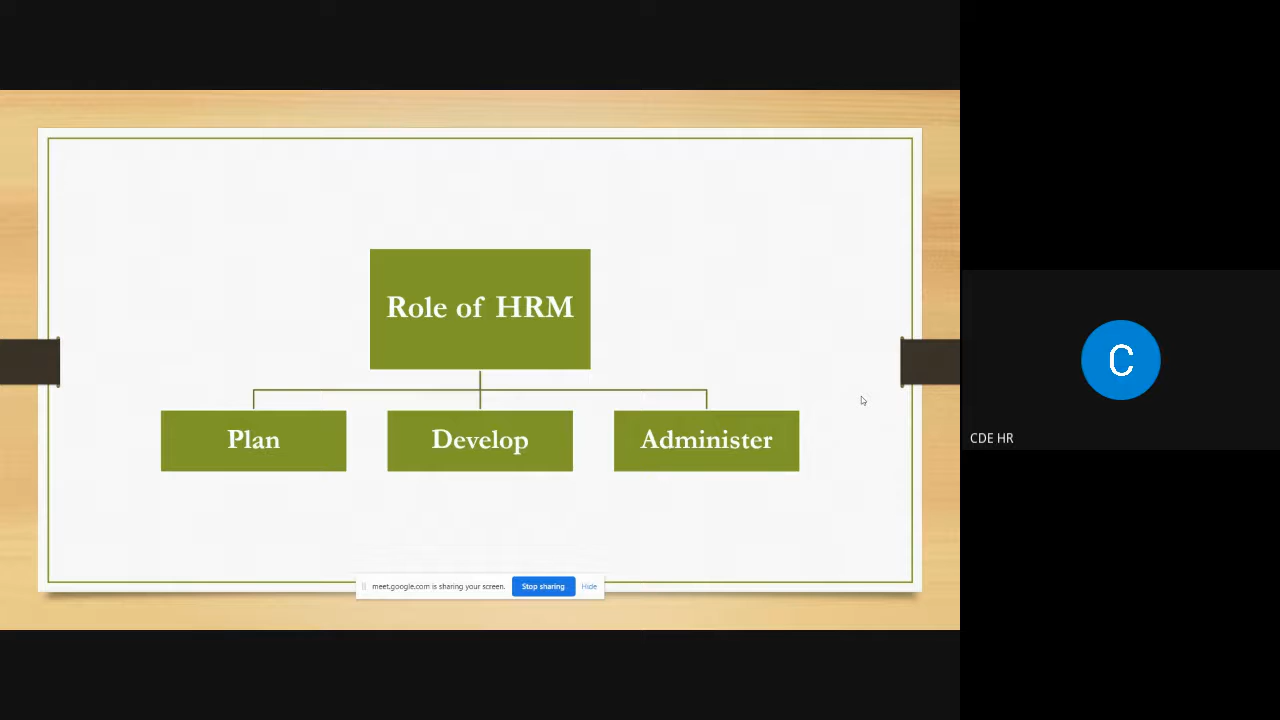 Role of HRM
Plan
Develop
Administer
meet.google.com is sharing your screen.
Stop sharing
Hide
C
CDE HR